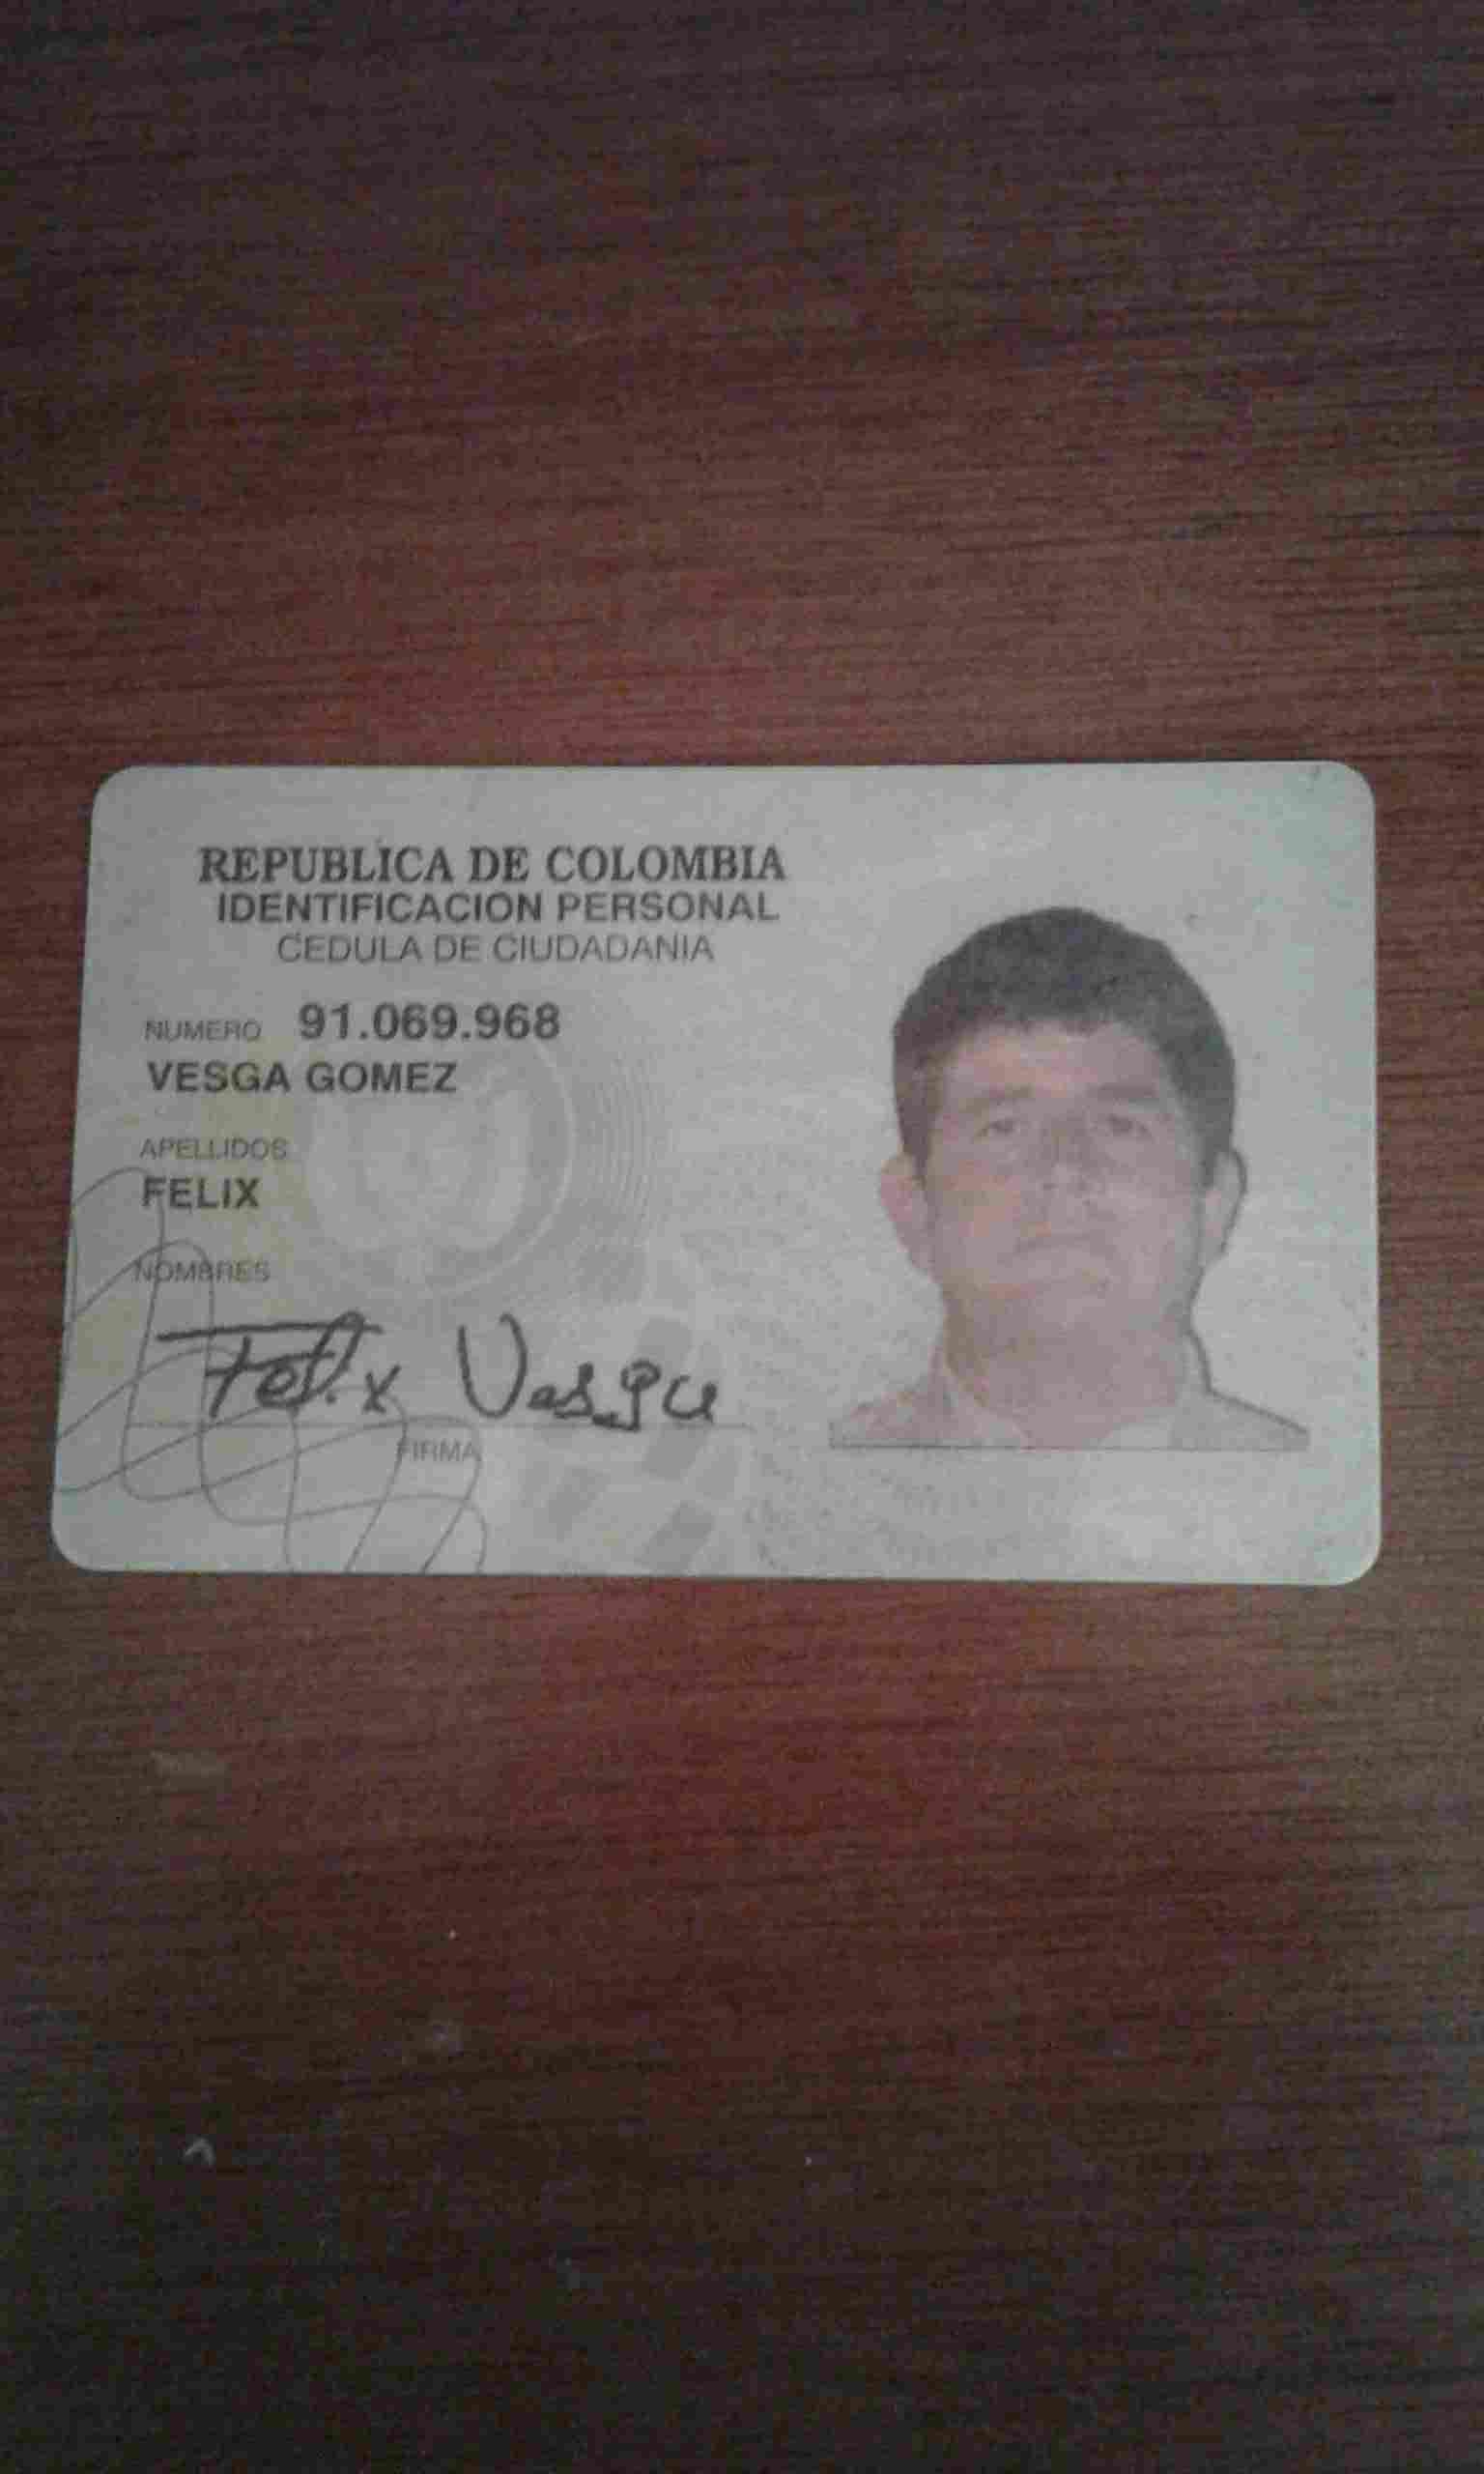 REPUBLICA DE COLOMBIA
IDENTIFICACION PERSONAL
CEDULA DE CIUDADANIA
NUMERO 91.069.968
VESGA GOMEZ
APELLIDOS
FELIX
NOMBRES
Felix Vesga
FIRMA